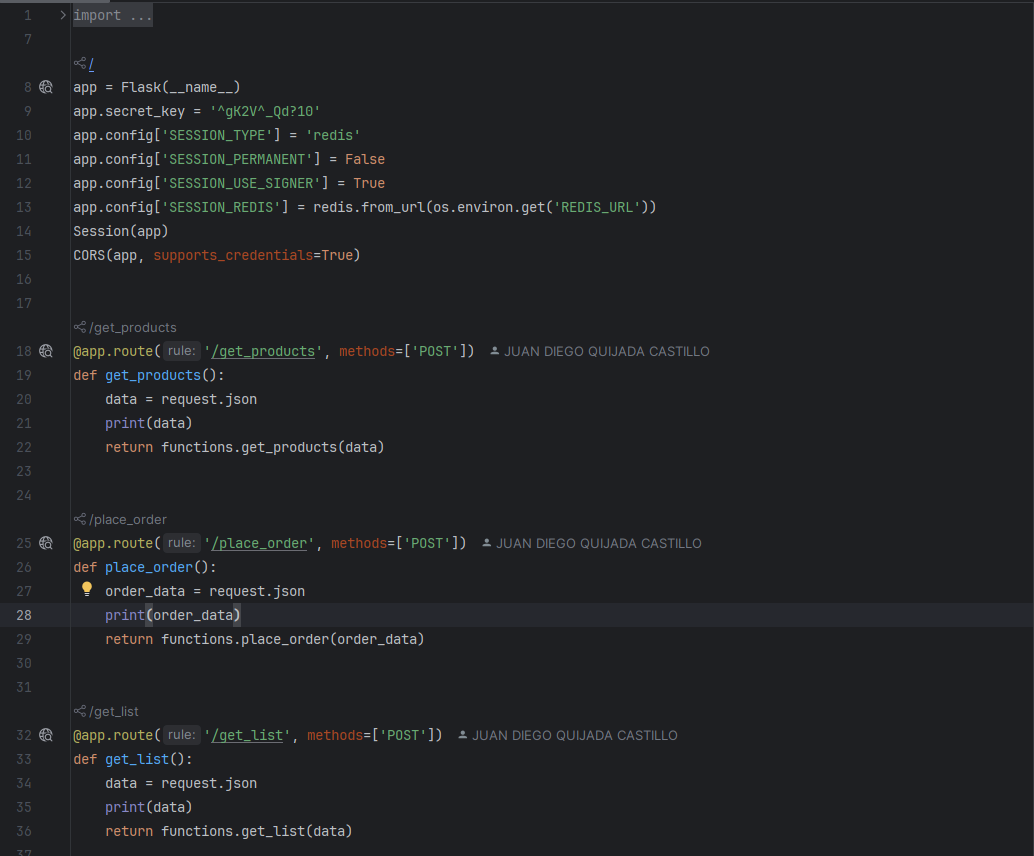 1 import ...
7
/
8 app = Flask(__name__)
9 app.secret_key = '^gK2V^_Qd?10'
10 app.config['SESSION_TYPE'] = 'redis'
11 app.config['SESSION_PERMANENT'] = False
12 app.config['SESSION_USE_SIGNER'] = True
13 app.config['SESSION_REDIS'] = redis.from_url(os.environ.get('REDIS_URL'))
14 Session(app)
15 CORS(app, supports_credentials=True)
16
17
/get_products
18 @app.route( rule: '/get_products', methods=['POST']) JUAN DIEGO QUIJADA CASTILLO
19 def get_products():
20     data = request.json
21     print(data)
22     return functions.get_products(data)
23
24
/place_order
25 @app.route( rule: '/place_order', methods=['POST']) JUAN DIEGO QUIJADA CASTILLO
26 def place_order():
27     order_data = request.json
28     print(order_data)
29     return functions.place_order(order_data)
30
31
/get_list
32 @app.route( rule: '/get_list', methods=['POST']) JUAN DIEGO QUIJADA CASTILLO
33 def get_list():
34     data = request.json
35     print(data)
36     return functions.get_list(data)
37